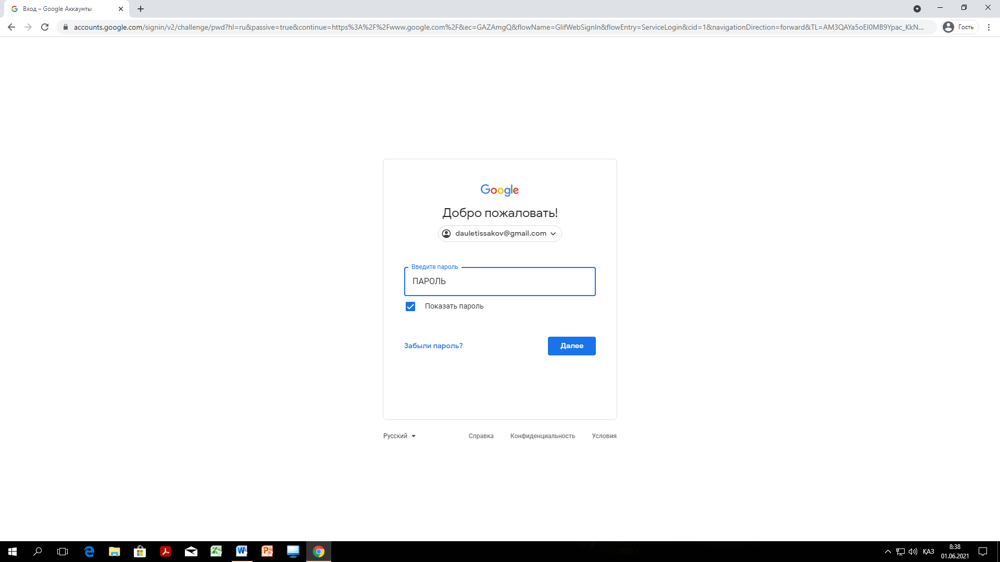 Вход – Google Аккаунты
accounts.google.com/signin/v2/challenge/pwd?hl=ru&passive=true&continue=https%3A%2F%2Fwww.google.com%2F&ec=GAZAmgQ&flowName=GlifWebSignIn&flowEntry=ServiceLogin&cid=1&navigationDirection=forward&TL=AM3QAYa5oEI0MB9Ypac_KkN...
Гость
Google
Добро пожаловать!
dauletissakov@gmail.com
Введите пароль
ПАРОЛЬ
Показать пароль
Забыли пароль?
Далее
Русский
Справка
Конфиденциальность
Условия
ҚАЗ
8:38
01.06.2021